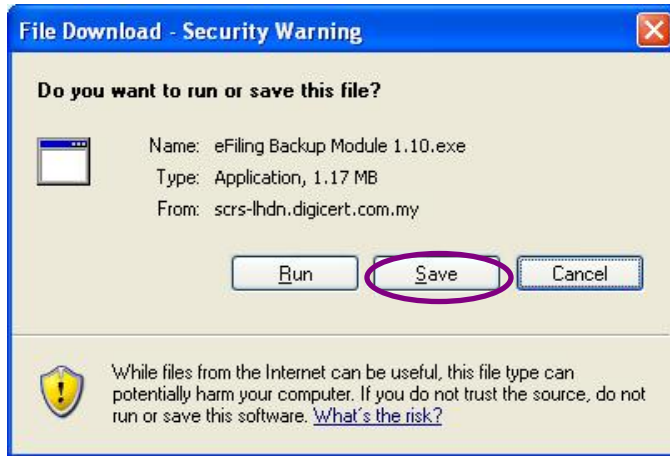 File Download - Security Warning
Do you want to run or save this file?
Name: eFiling Backup Module 1.10.exe
Type: Application, 1.17 MB
From: scrs-lhdn.digicert.com.my
Run Save Cancel
While files from the Internet can be useful, this file type can
potentially harm your computer. If you do not trust the source, do not
run or save this software. What's the risk?